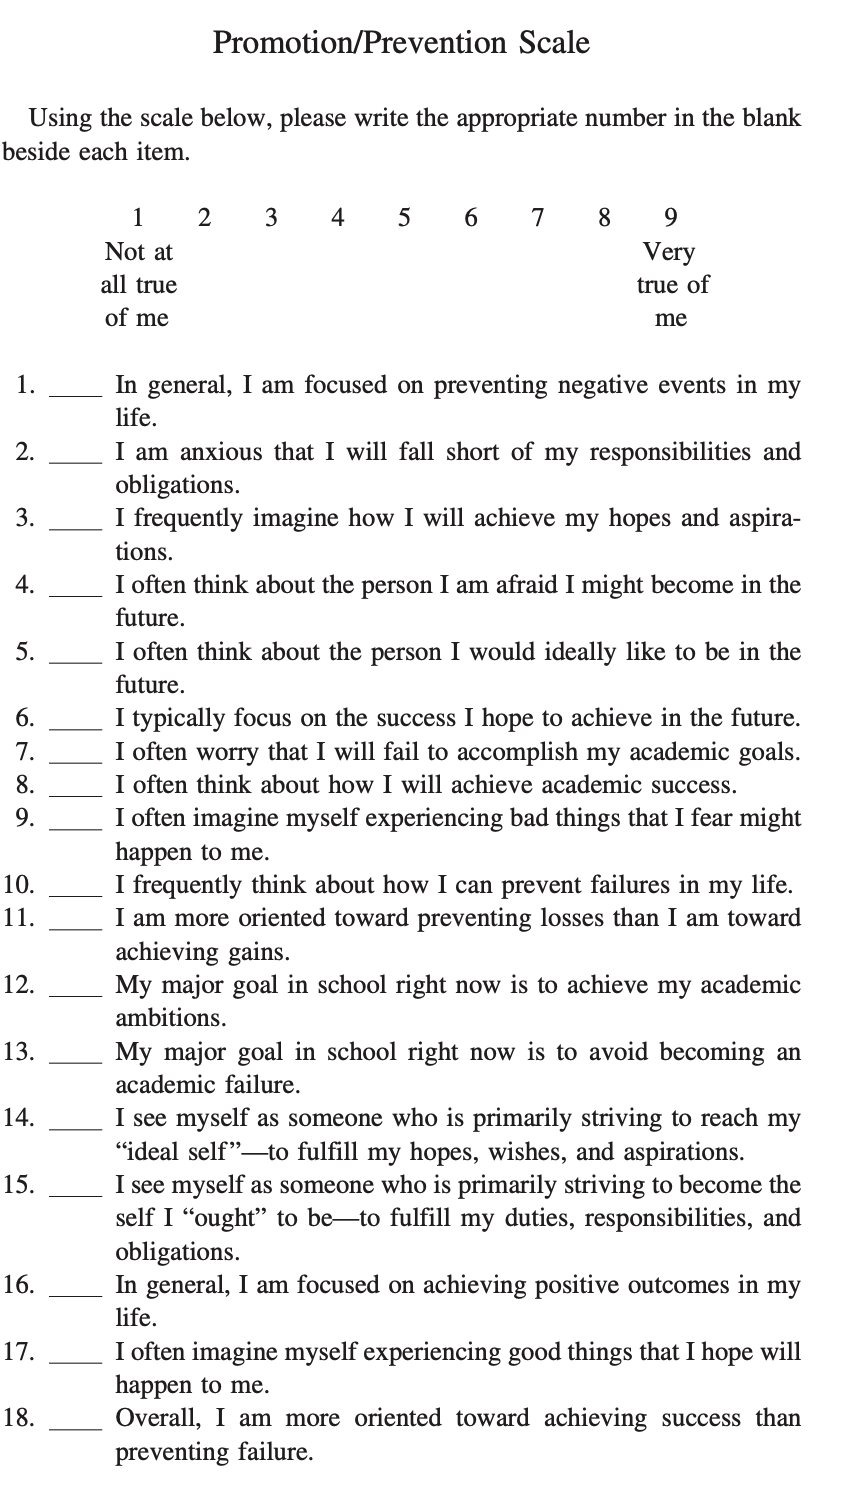 Promotion/Prevention Scale
Using the scale below, please write the appropriate number in the blank
beside each item.
1 2 3 4 5 6 7 8 9
Not at Very
all true true of
of me me
1. ____ In general, I am focused on preventing negative events in my
life.
2. ____ I am anxious that I will fall short of my responsibilities and
obligations.
3. ____ I frequently imagine how I will achieve my hopes and aspira-
tions.
4. ____ I often think about the person I am afraid I might become in the
future.
5. ____ I often think about the person I would ideally like to be in the
future.
6. ____ I typically focus on the success I hope to achieve in the future.
7. ____ I often worry that I will fail to accomplish my academic goals.
8. ____ I often think about how I will achieve academic success.
9. ____ I often imagine myself experiencing bad things that I fear might
happen to me.
10. ____ I frequently think about how I can prevent failures in my life.
11. ____ I am more oriented toward preventing losses than I am toward
achieving gains.
12. ____ My major goal in school right now is to achieve my academic
ambitions.
13. ____ My major goal in school right now is to avoid becoming an
academic failure.
14. ____ I see myself as someone who is primarily striving to reach my
“ideal self”—to fulfill my hopes, wishes, and aspirations.
15. ____ I see myself as someone who is primarily striving to become the
self I “ought” to be—to fulfill my duties, responsibilities, and
obligations.
16. ____ In general, I am focused on achieving positive outcomes in my
life.
17. ____ I often imagine myself experiencing good things that I hope will
happen to me.
18. ____ Overall, I am more oriented toward achieving success than
preventing failure.